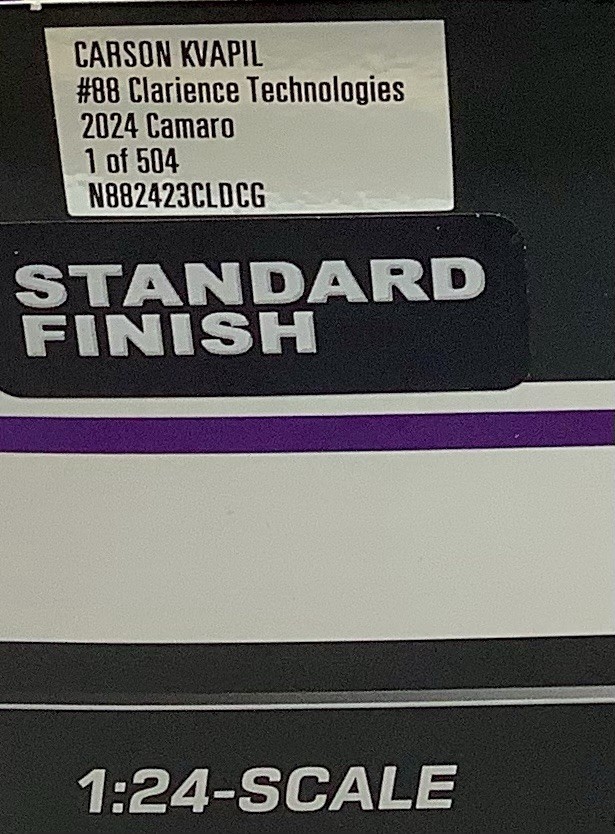 CARSON KVAPIL
#88 Clarience Technologies
2024 Camaro
1 of 504
N882423CLDCG
STANDARD
FINISH
1:24-SCALE